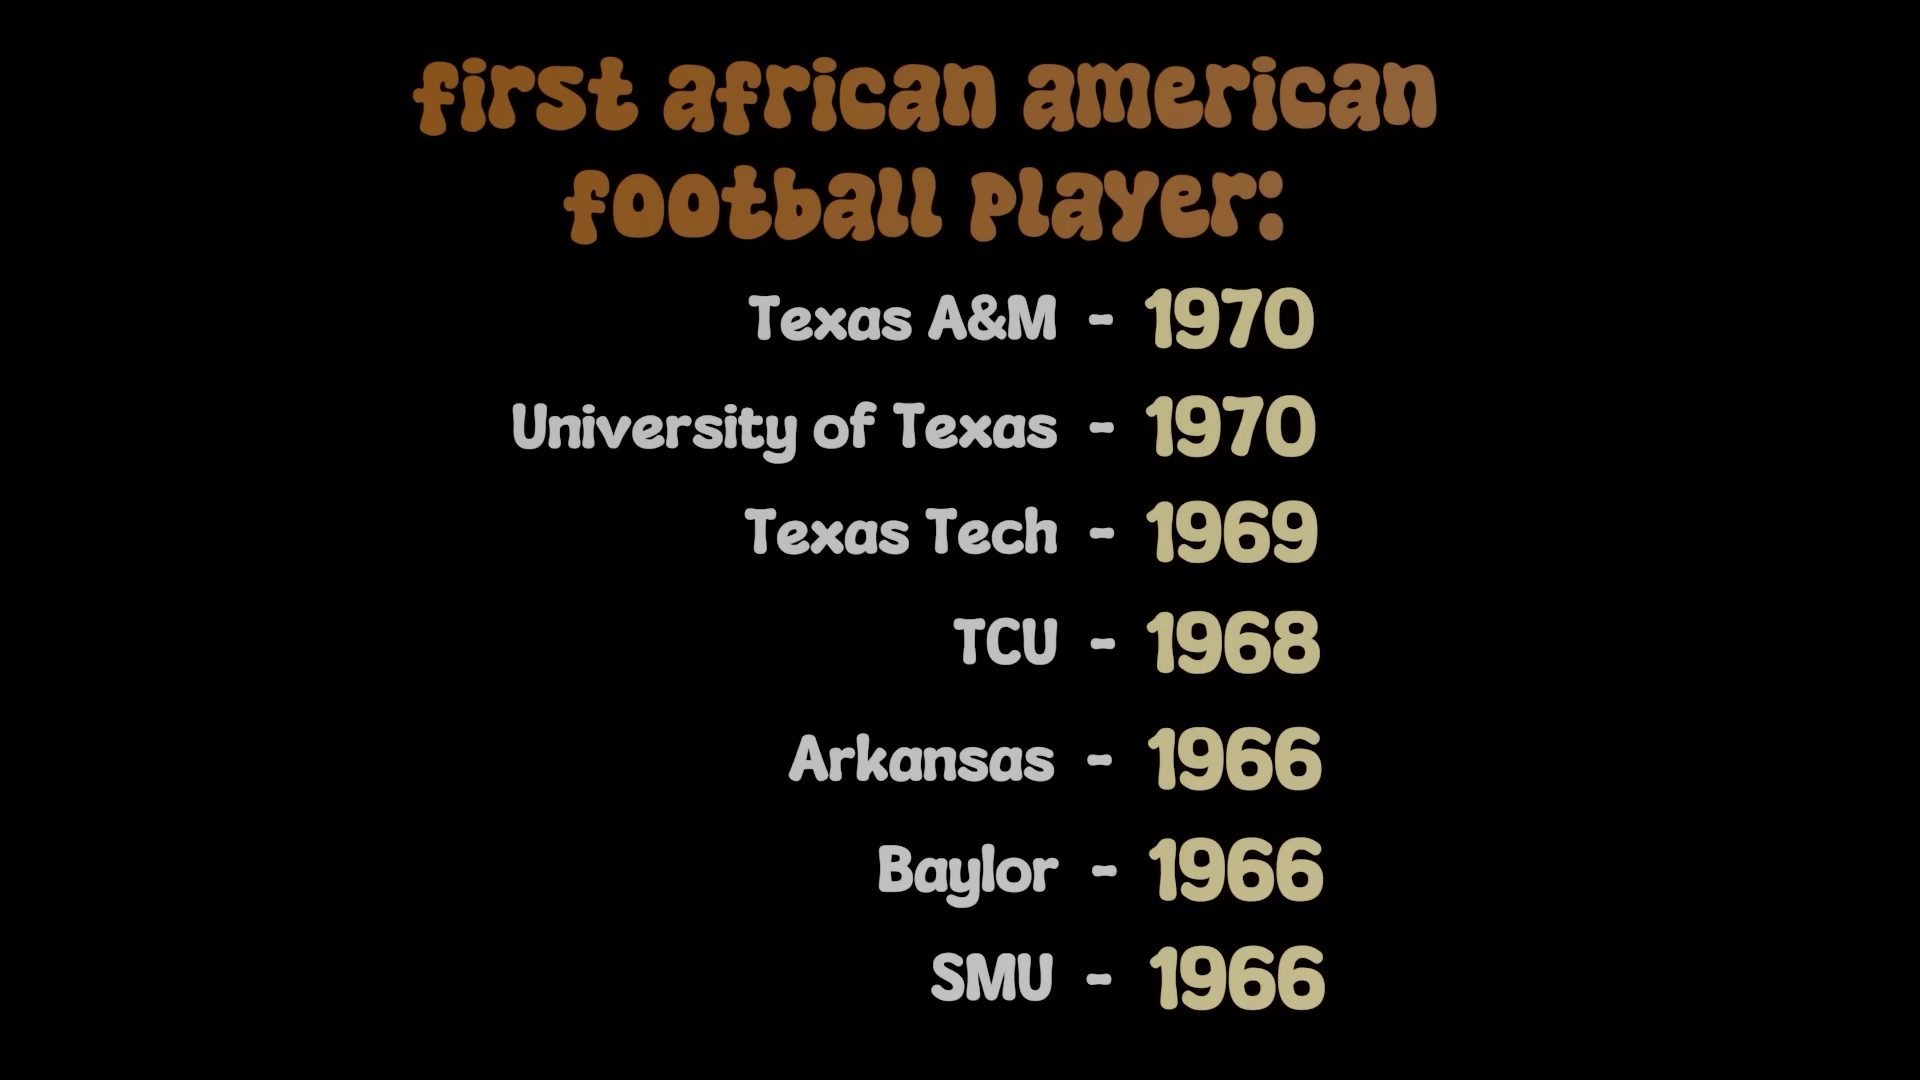 first african american
football player:
Texas A&M - 1970
University of Texas - 1970
Texas Tech - 1969
TCU - 1968
Arkansas - 1966
Baylor - 1966
SMU - 1966